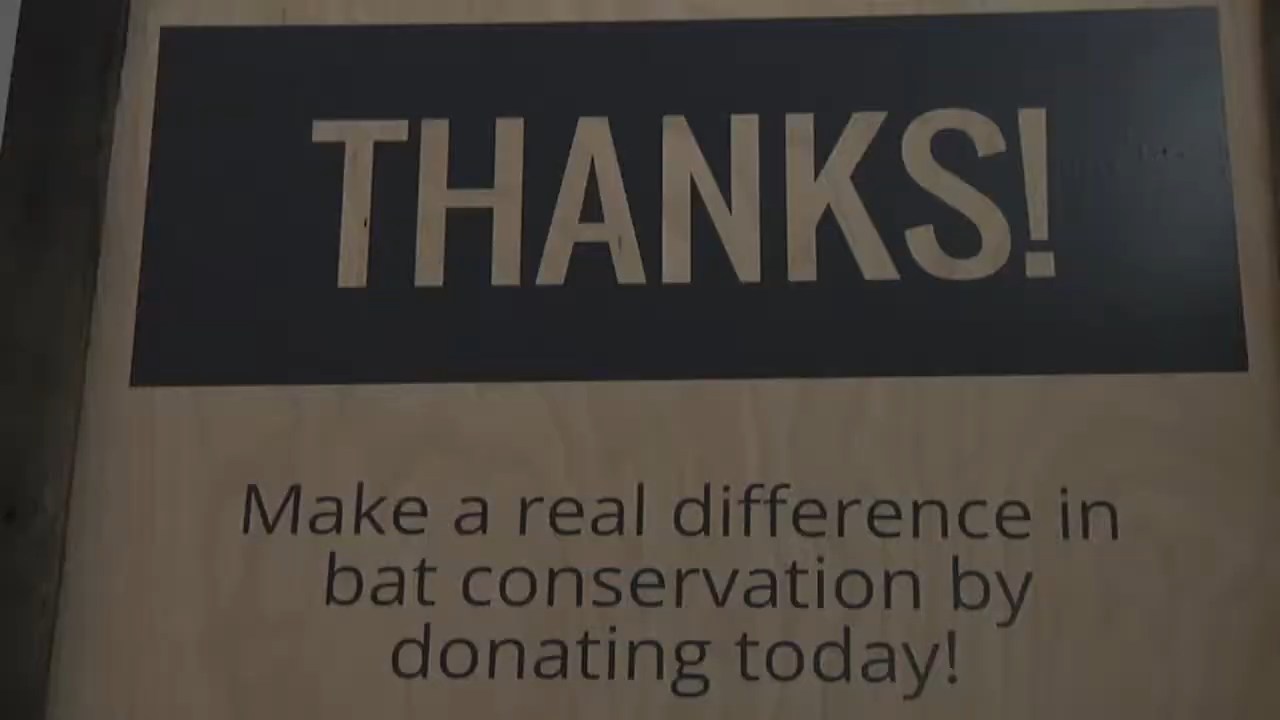 THANKS!
Make a real difference in
bat conservation by
donating today!